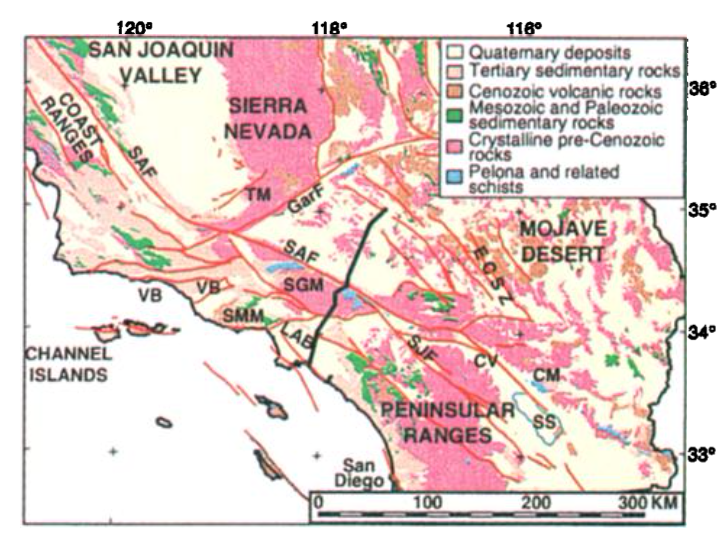 120° 118° 116°
SAN JOAQUIN
VALLEY
Quaternary deposits
Tertiary sedimentary rocks
Cenozoic volcanic rocks
Mesozoic and Paleozoic
sedimentary rocks
Crystalline pre-Cenozoic
rocks
Pelona and related
schists
36°
SIERRA
NEVADA
COAST
RANGES
SAF
TM
GarF
35°
MOJAVE
DESERT
SAF
ECSZ
SGM
VB
VB
SMM
LAB
34°
SJF
CHANNEL
ISLANDS
CV
CM
PENINSULAR
RANGES
SS
33°
San
Diego
0 100 200 300 KM